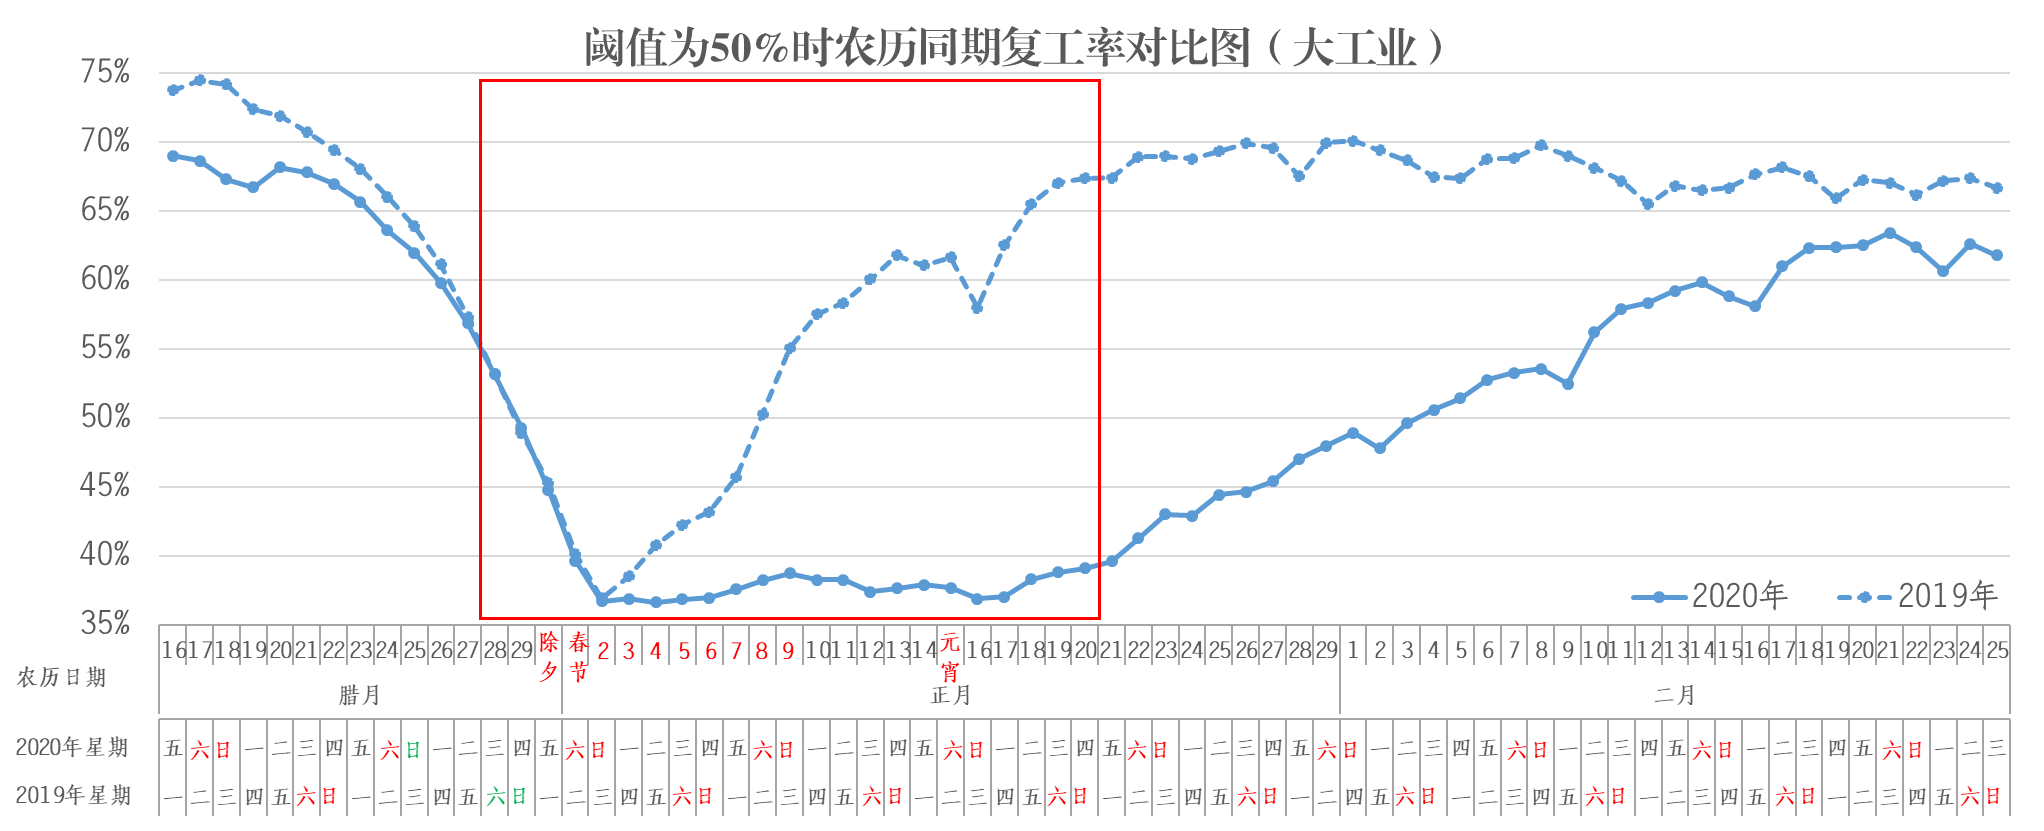 阈值为50%时农历同期复工率对比图（大工业）
75%
70%
65%
60%
55%
50%
45%
40%
35%
2020年 2019年
农历日期 16 17 18 19 20 21 22 23 24 25 26 27 28 29 除夕 春节 2 3 4 5 6 7 8 9 10 11 12 13 14 元宵 16 17 18 19 20 21 22 23 24 25 26 27 28 29 1 2 3 4 5 6 7 8 9 10 11 12 13 14 15 16 17 18 19 20 21 22 23 24 25
腊月 正月 二月
2020年星期 五 六 日 一 二 三 四 五 六 日 一 二 三 四 五 六 日 一 二 三 四 五 六 日 一 二 三 四 五 六 日 一 二 三 四 五 六 日 一 二 三 四 五 六 日 一 二 三 四 五 六 日 一 二 三 四 五 六 日 一 二 三 四 五 六 日 一 二 三
2019年星期 一 二 三 四 五 六 日 一 二 三 四 五 六 日 一 二 三 四 五 六 日 一 二 三 四 五 六 日 一 二 三 四 五 六 日 一 二 三 四 五 六 日 一 二 四 五 六 日 一 二 三 四 五 六 日 一 二 三 四 五 六 日 一 二 三 四 五 六 日